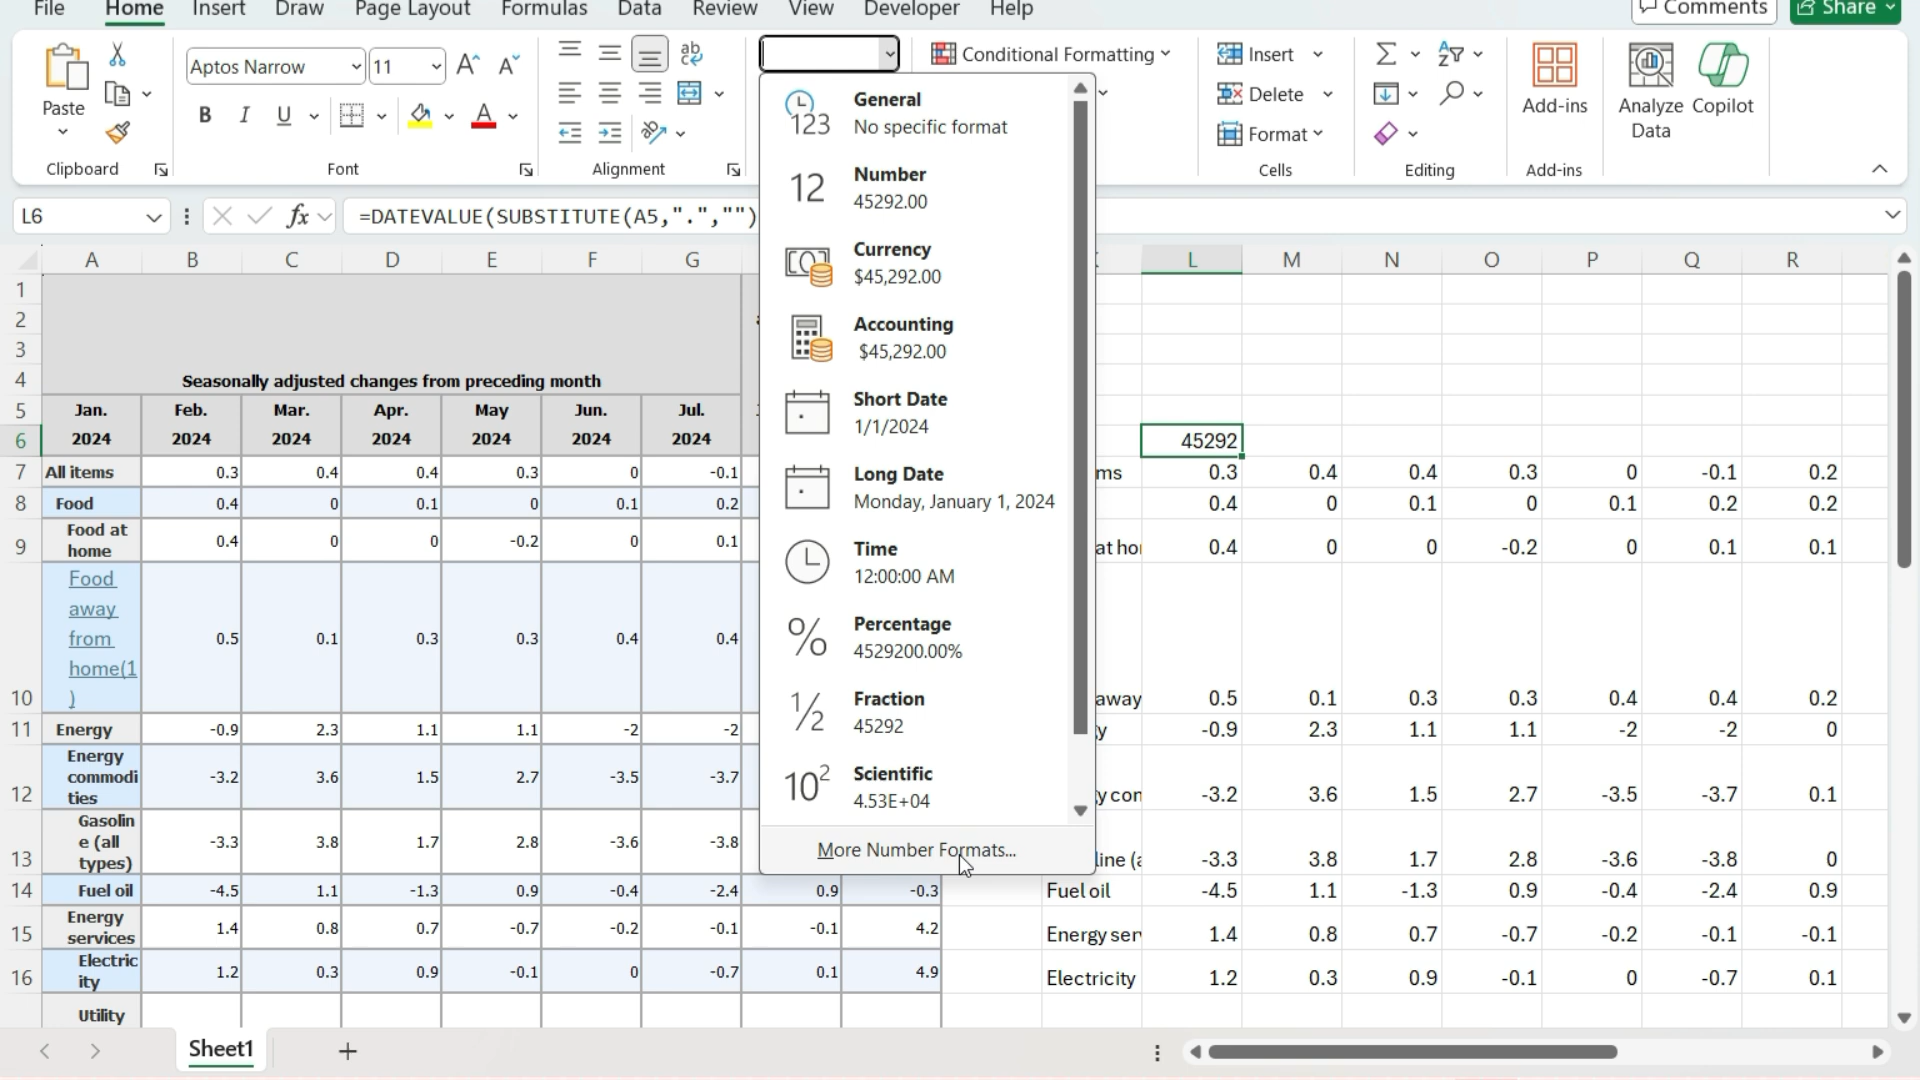 File Home Insert Draw Page Layout Formulas Data Review View Developer Help Comments Share
Paste
Clipboard
Aptos Narrow 11
B I U A
Font
ab
Alignment
Conditional Formatting
Insert
Delete
Format
Cells
Editing
Add-ins
Add-ins
Analyze
Data
Copilot
L6 fx =DATEVALUE(SUBSTITUTE(A5,".","")
123 General
No specific format
12 Number
45292.00
Currency
$45,292.00
Accounting
$45,292.00
Short Date
1/1/2024
Long Date
Monday, January 1, 2024
Time
12:00:00 AM
% Percentage
4529200.00%
1/2 Fraction
45292
10² Scientific
4.53E+04
More Number Formats...
A B C D E F G L M N O P Q R
1
2
3
4 Seasonally adjusted changes from preceding month
5 Jan. Feb. Mar. Apr. May Jun. Jul.
6 2024 2024 2024 2024 2024 2024 2024 45292
7 All items 0.3 0.4 0.4 0.3 0 -0.1 ms 0.3 0.4 0.4 0.3 0 -0.1 0.2
8 Food 0.4 0 0.1 0 0.1 0.2 0.4 0 0.1 0 0.1 0.2 0.2
9 Food at
home 0.4 0 0 -0.2 0 0.1 at hor 0.4 0 0 -0.2 0 0.1 0.1
10 Food
away
from
home(1
) 0.5 0.1 0.3 0.3 0.4 0.4 away 0.5 0.1 0.3 0.3 0.4 0.4 0.2
11 Energy -0.9 2.3 1.1 1.1 -2 -2 y -0.9 2.3 1.1 1.1 -2 -2 0
12 Energy
commodi
ties -3.2 3.6 1.5 2.7 -3.5 -3.7 y con -3.2 3.6 1.5 2.7 -3.5 -3.7 0.1
13 Gasolin
e (all
types) -3.3 3.8 1.7 2.8 -3.6 -3.8 line (a -3.3 3.8 1.7 2.8 -3.6 -3.8 0
14 Fuel oil -4.5 1.1 -1.3 0.9 -0.4 -2.4 0.9 -0.3 Fuel oil -4.5 1.1 -1.3 0.9 -0.4 -2.4 0.9
15 Energy
services 1.4 0.8 0.7 -0.7 -0.2 -0.1 -0.1 4.2 Energy ser 1.4 0.8 0.7 -0.7 -0.2 -0.1 -0.1
16 Electric
ity 1.2 0.3 0.9 -0.1 0 -0.7 0.1 4.9 Electricity 1.2 0.3 0.9 -0.1 0 -0.7 0.1
Utility
Sheet1